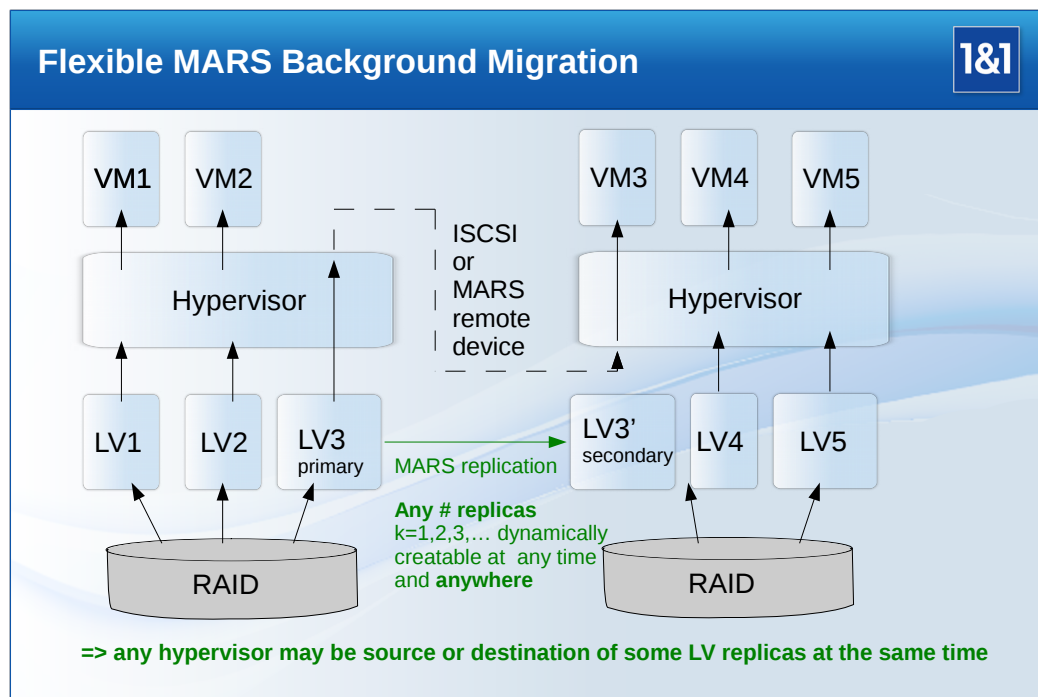 Flexible MARS Background Migration
1&1
VM1
VM2
VM3
VM4
VM5
ISCSI
or
MARS
remote
device
Hypervisor
Hypervisor
LV1
LV2
LV3
primary
LV3’
secondary
LV4
LV5
MARS replication
Any # replicas
k=1,2,3,… dynamically
creatable at any time
and anywhere
RAID
RAID
=> any hypervisor may be source or destination of some LV replicas at the same time